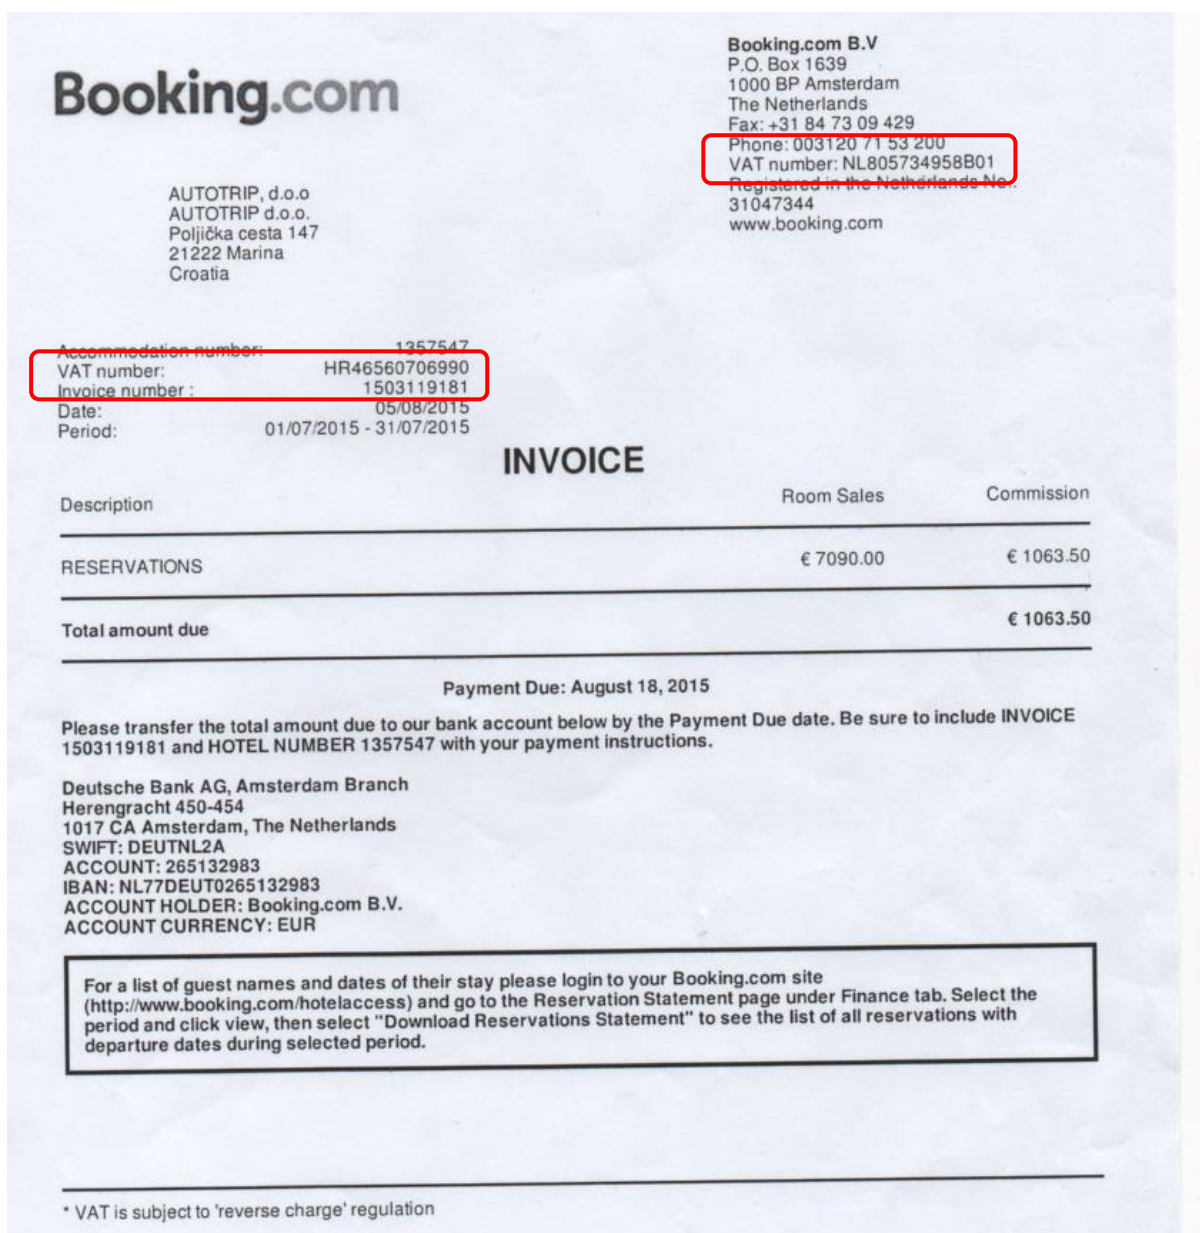 Booking.com
Booking.com B.V
P.O. Box 1639
1000 BP Amsterdam
The Netherlands
Fax: +31 84 73 09 429
Phone: 003120 71 53 200
VAT number: NL805734958B01
Registered in the Netherlands No.:
31047344
www.booking.com
AUTOTRIP, d.o.o
AUTOTRIP d.o.o.
Poljička cesta 147
21222 Marina
Croatia
Accommodation number: 1357547
VAT number: HR46560706990
Invoice number : 1503119181
Date: 05/08/2015
Period: 01/07/2015 - 31/07/2015
INVOICE
Description Room Sales Commission
RESERVATIONS € 7090.00 € 1063.50
Total amount due € 1063.50
Payment Due: August 18, 2015
Please transfer the total amount due to our bank account below by the Payment Due date. Be sure to include INVOICE
1503119181 and HOTEL NUMBER 1357547 with your payment instructions.
Deutsche Bank AG, Amsterdam Branch
Herengracht 450-454
1017 CA Amsterdam, The Netherlands
SWIFT: DEUTNL2A
ACCOUNT: 265132983
IBAN: NL77DEUT0265132983
ACCOUNT HOLDER: Booking.com B.V.
ACCOUNT CURRENCY: EUR
For a list of guest names and dates of their stay please login to your Booking.com site
(http://www.booking.com/hotelaccess) and go to the Reservation Statement page under Finance tab. Select the
period and click view, then select "Download Reservations Statement" to see the list of all reservations with
departure dates during selected period.
* VAT is subject to 'reverse charge' regulation